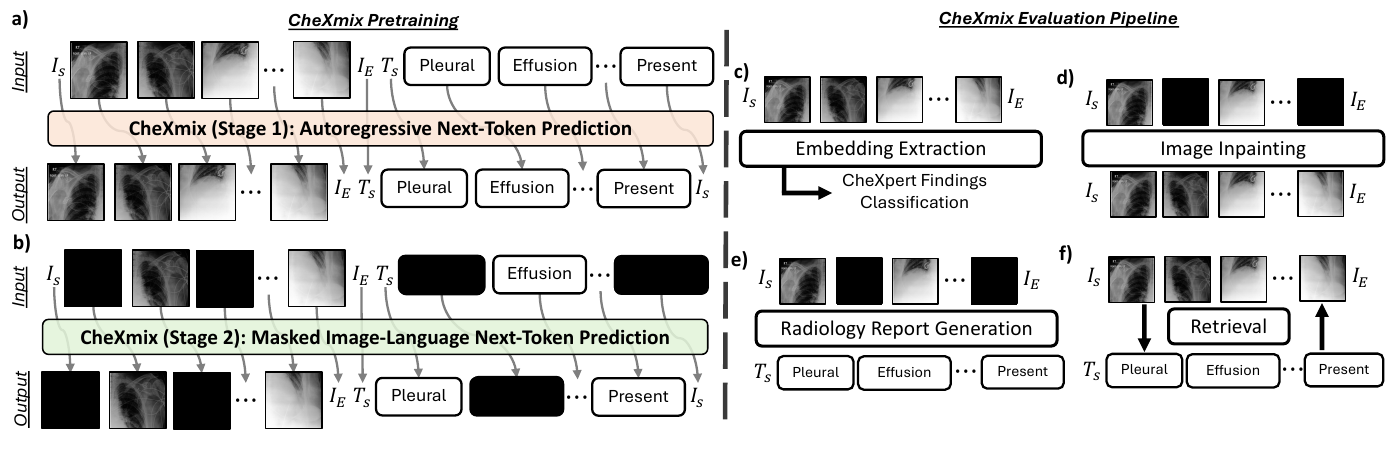 CheXmix Pretraining
a)
Input
I_s ... I_E T_s Pleural Effusion ... Present
CheXmix (Stage 1): Autoregressive Next-Token Prediction
Output
... I_E T_s Pleural Effusion ... Present I_s
b)
Input
I_s ... I_E T_s Effusion ...
CheXmix (Stage 2): Masked Image-Language Next-Token Prediction
Output
... I_E T_s Pleural ... Present I_s
CheXmix Evaluation Pipeline
c)
I_s ... I_E
Embedding Extraction
CheXpert Findings
Classification
d)
I_s ... I_E
Image Inpainting
I_s ... I_E
e)
I_s ... I_E
Radiology Report Generation
T_s Pleural Effusion ... Present
f)
I_s ... I_E
Retrieval
T_s Pleural Effusion ... Present